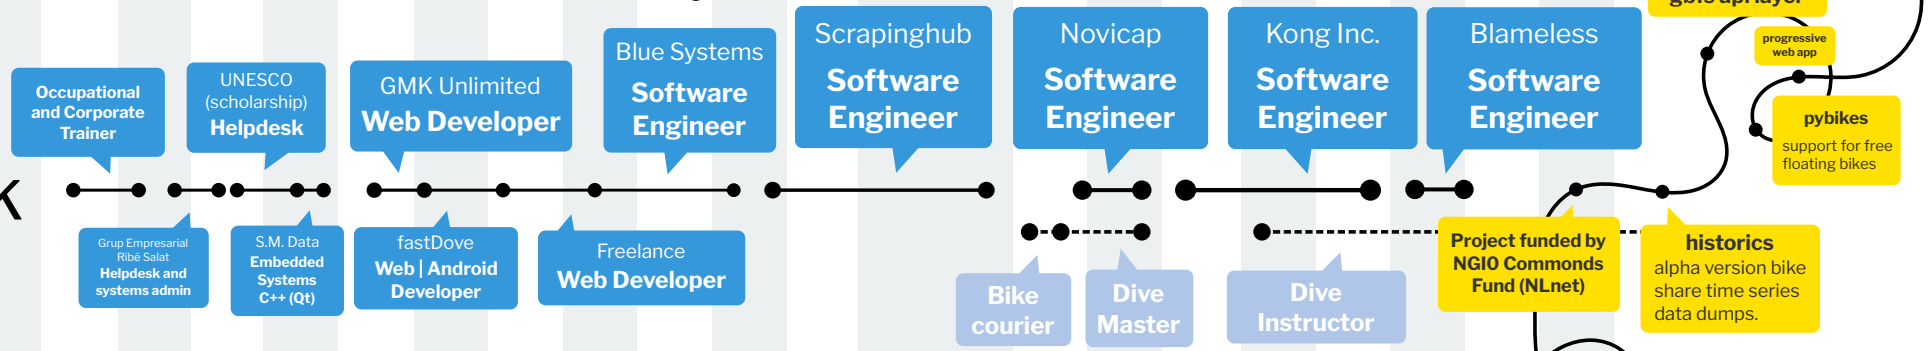 gbfs api layer
progressive
web app
Occupational
and Corporate
Trainer
UNESCO
(scholarship)
Helpdesk
GMK Unlimited
Web Developer
Blue Systems
Software
Engineer
Scrapinghub
Software
Engineer
Novicap
Software
Engineer
Kong Inc.
Software
Engineer
Blameless
Software
Engineer
pybikes
support for free
floating bikes
Grup Empresarial
Ribé Salat
Helpdesk and
systems admin
S.M. Data
Embedded
Systems
C++ (Qt)
fastDove
Web | Android
Developer
Freelance
Web Developer
Bike
courier
Dive
Master
Dive
Instructor
Project funded by
NGI0 Commonds
Fund (NLnet)
historics
alpha version bike
share time series
data dumps.